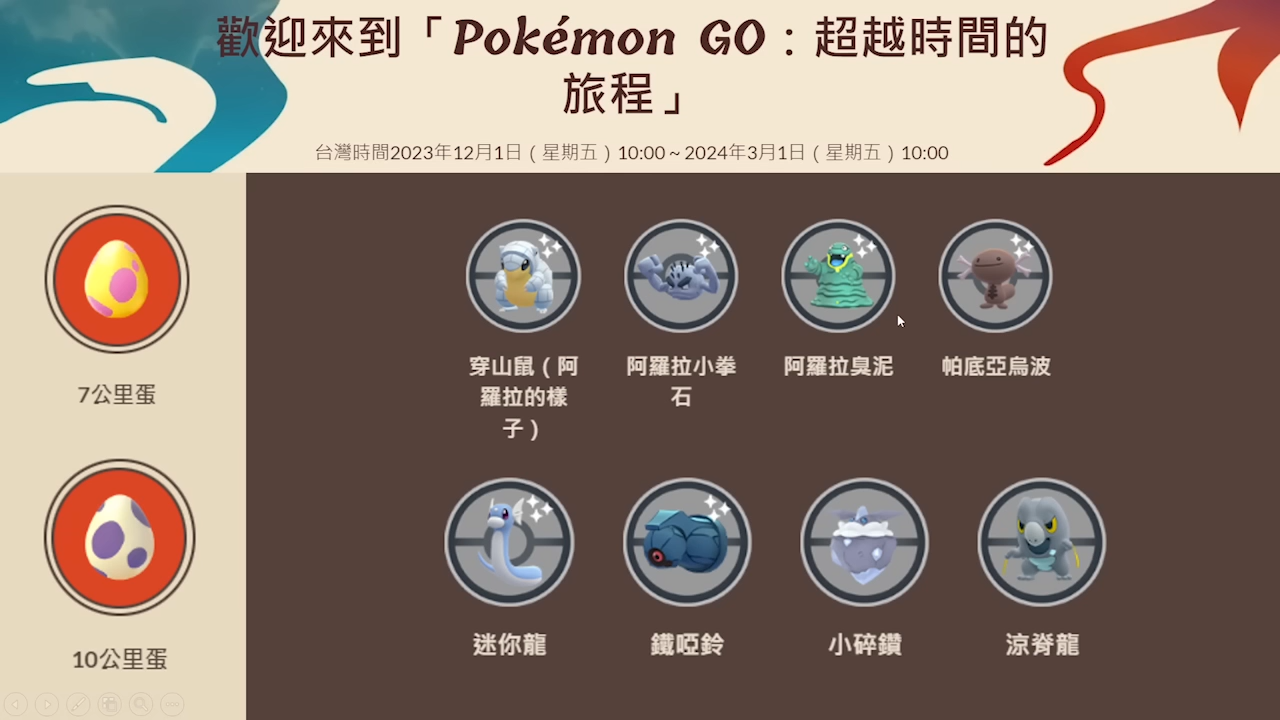 歡迎來到「Pokémon GO：超越時間的
旅程」
台灣時間2023年12月1日（星期五）10:00～2024年3月1日（星期五）10:00
7公里蛋
穿山鼠（阿
羅拉的樣
子）
阿羅拉小拳
石
阿羅拉臭泥
帕底亞烏波
10公里蛋
迷你龍
鐵啞鈴
小碎鑽
涼脊龍